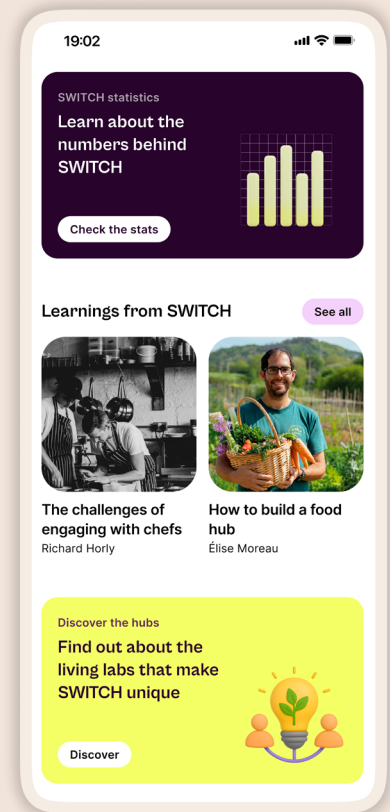 19:02
SWITCH statistics
Learn about the
numbers behind
SWITCH
Check the stats
Learnings from SWITCH
See all
The challenges of
engaging with chefs
Richard Horly
How to build a food
hub
Élise Moreau
Discover the hubs
Find out about the
living labs that make
SWITCH unique
Discover